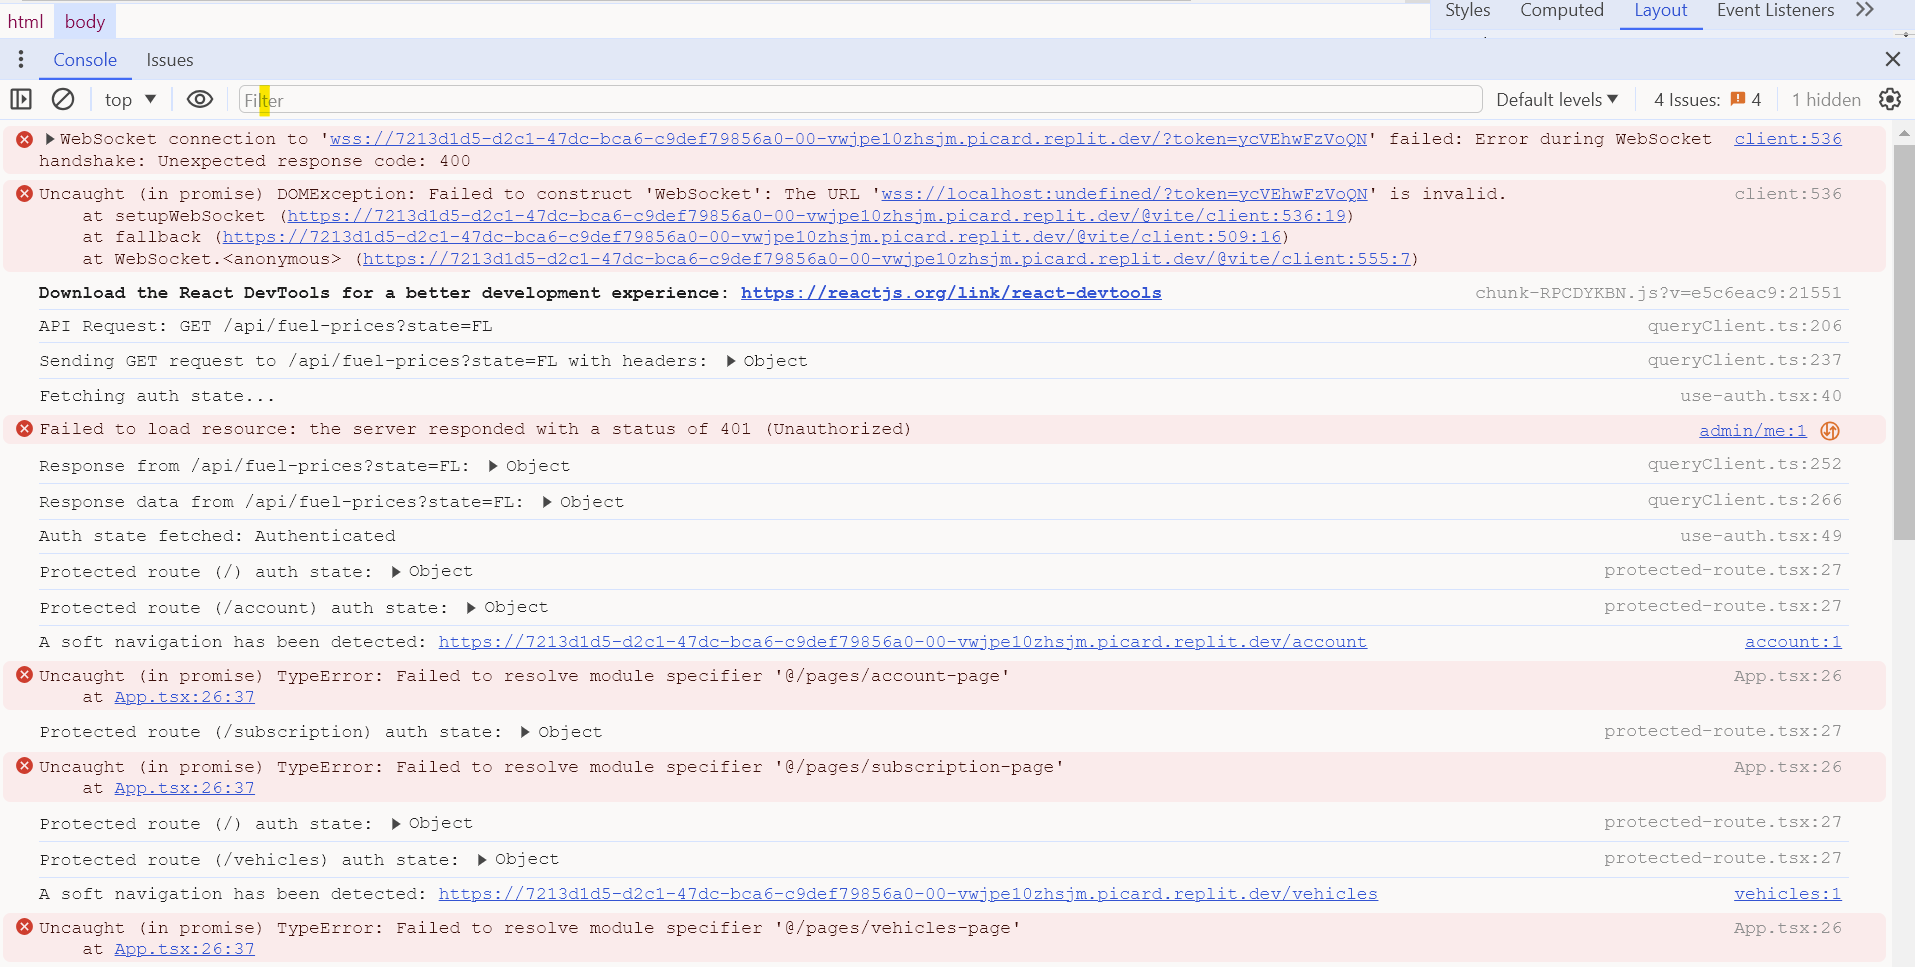 html body
Styles Computed Layout Event Listeners
Console Issues
top Filter Default levels 4 Issues: 4 1 hidden
WebSocket connection to 'wss://7213d1d5-d2c1-47dc-bca6-c9def79856a0-00-vwjpe10zhsjm.picard.replit.dev/?token=ycVEhwFzVoQN' failed: Error during WebSocket client:536
handshake: Unexpected response code: 400
Uncaught (in promise) DOMException: Failed to construct 'WebSocket': The URL 'wss://localhost:undefined/?token=ycVEhwFzVoQN' is invalid. client:536
at setupWebSocket (https://7213d1d5-d2c1-47dc-bca6-c9def79856a0-00-vwjpe10zhsjm.picard.replit.dev/@vite/client:536:19)
at fallback (https://7213d1d5-d2c1-47dc-bca6-c9def79856a0-00-vwjpe10zhsjm.picard.replit.dev/@vite/client:509:16)
at WebSocket.<anonymous> (https://7213d1d5-d2c1-47dc-bca6-c9def79856a0-00-vwjpe10zhsjm.picard.replit.dev/@vite/client:555:7)
Download the React DevTools for a better development experience: https://reactjs.org/link/react-devtools chunk-RPCDYKBN.js?v=e5c6eac9:21551
API Request: GET /api/fuel-prices?state=FL queryClient.ts:206
Sending GET request to /api/fuel-prices?state=FL with headers: Object queryClient.ts:237
Fetching auth state... use-auth.tsx:40
Failed to load resource: the server responded with a status of 401 (Unauthorized) admin/me:1
Response from /api/fuel-prices?state=FL: Object queryClient.ts:252
Response data from /api/fuel-prices?state=FL: Object queryClient.ts:266
Auth state fetched: Authenticated use-auth.tsx:49
Protected route (/) auth state: Object protected-route.tsx:27
Protected route (/account) auth state: Object protected-route.tsx:27
A soft navigation has been detected: https://7213d1d5-d2c1-47dc-bca6-c9def79856a0-00-vwjpe10zhsjm.picard.replit.dev/account account:1
Uncaught (in promise) TypeError: Failed to resolve module specifier '@/pages/account-page' App.tsx:26
at App.tsx:26:37
Protected route (/subscription) auth state: Object protected-route.tsx:27
Uncaught (in promise) TypeError: Failed to resolve module specifier '@/pages/subscription-page' App.tsx:26
at App.tsx:26:37
Protected route (/) auth state: Object protected-route.tsx:27
Protected route (/vehicles) auth state: Object protected-route.tsx:27
A soft navigation has been detected: https://7213d1d5-d2c1-47dc-bca6-c9def79856a0-00-vwjpe10zhsjm.picard.replit.dev/vehicles vehicles:1
Uncaught (in promise) TypeError: Failed to resolve module specifier '@/pages/vehicles-page' App.tsx:26
at App.tsx:26:37